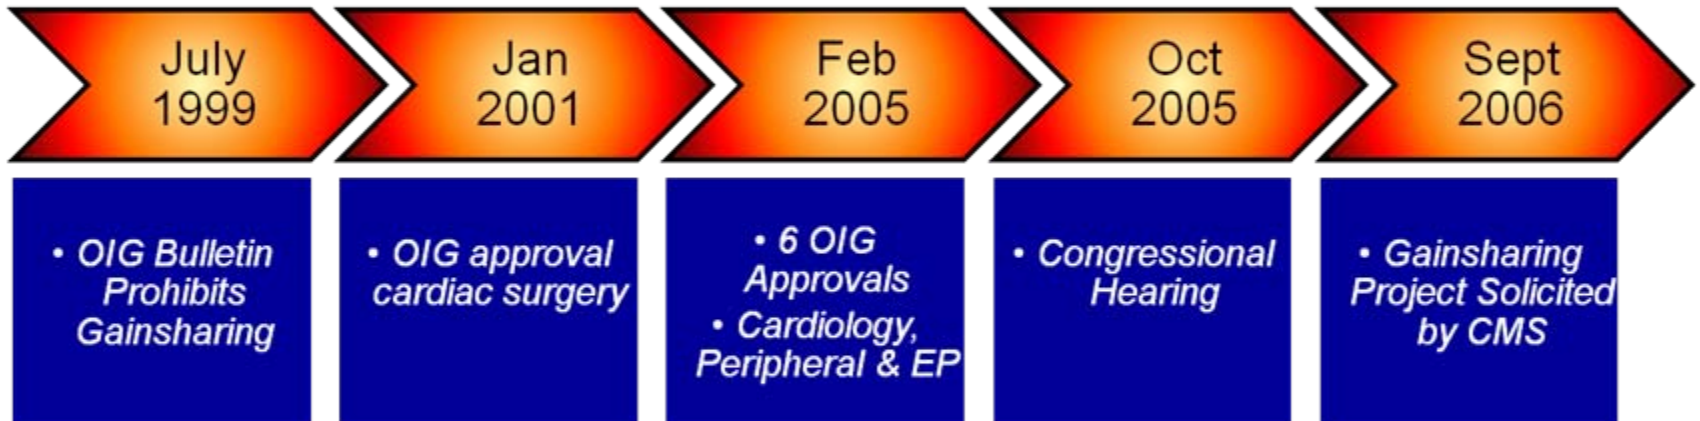 July
1999
Jan
2001
Feb
2005
Oct
2005
Sept
2006
• OIG Bulletin
Prohibits
Gainsharing
• OIG approval
cardiac surgery
• 6 OIG
Approvals
• Cardiology,
Peripheral & EP
• Congressional
Hearing
• Gainsharing
Project Solicited
by CMS